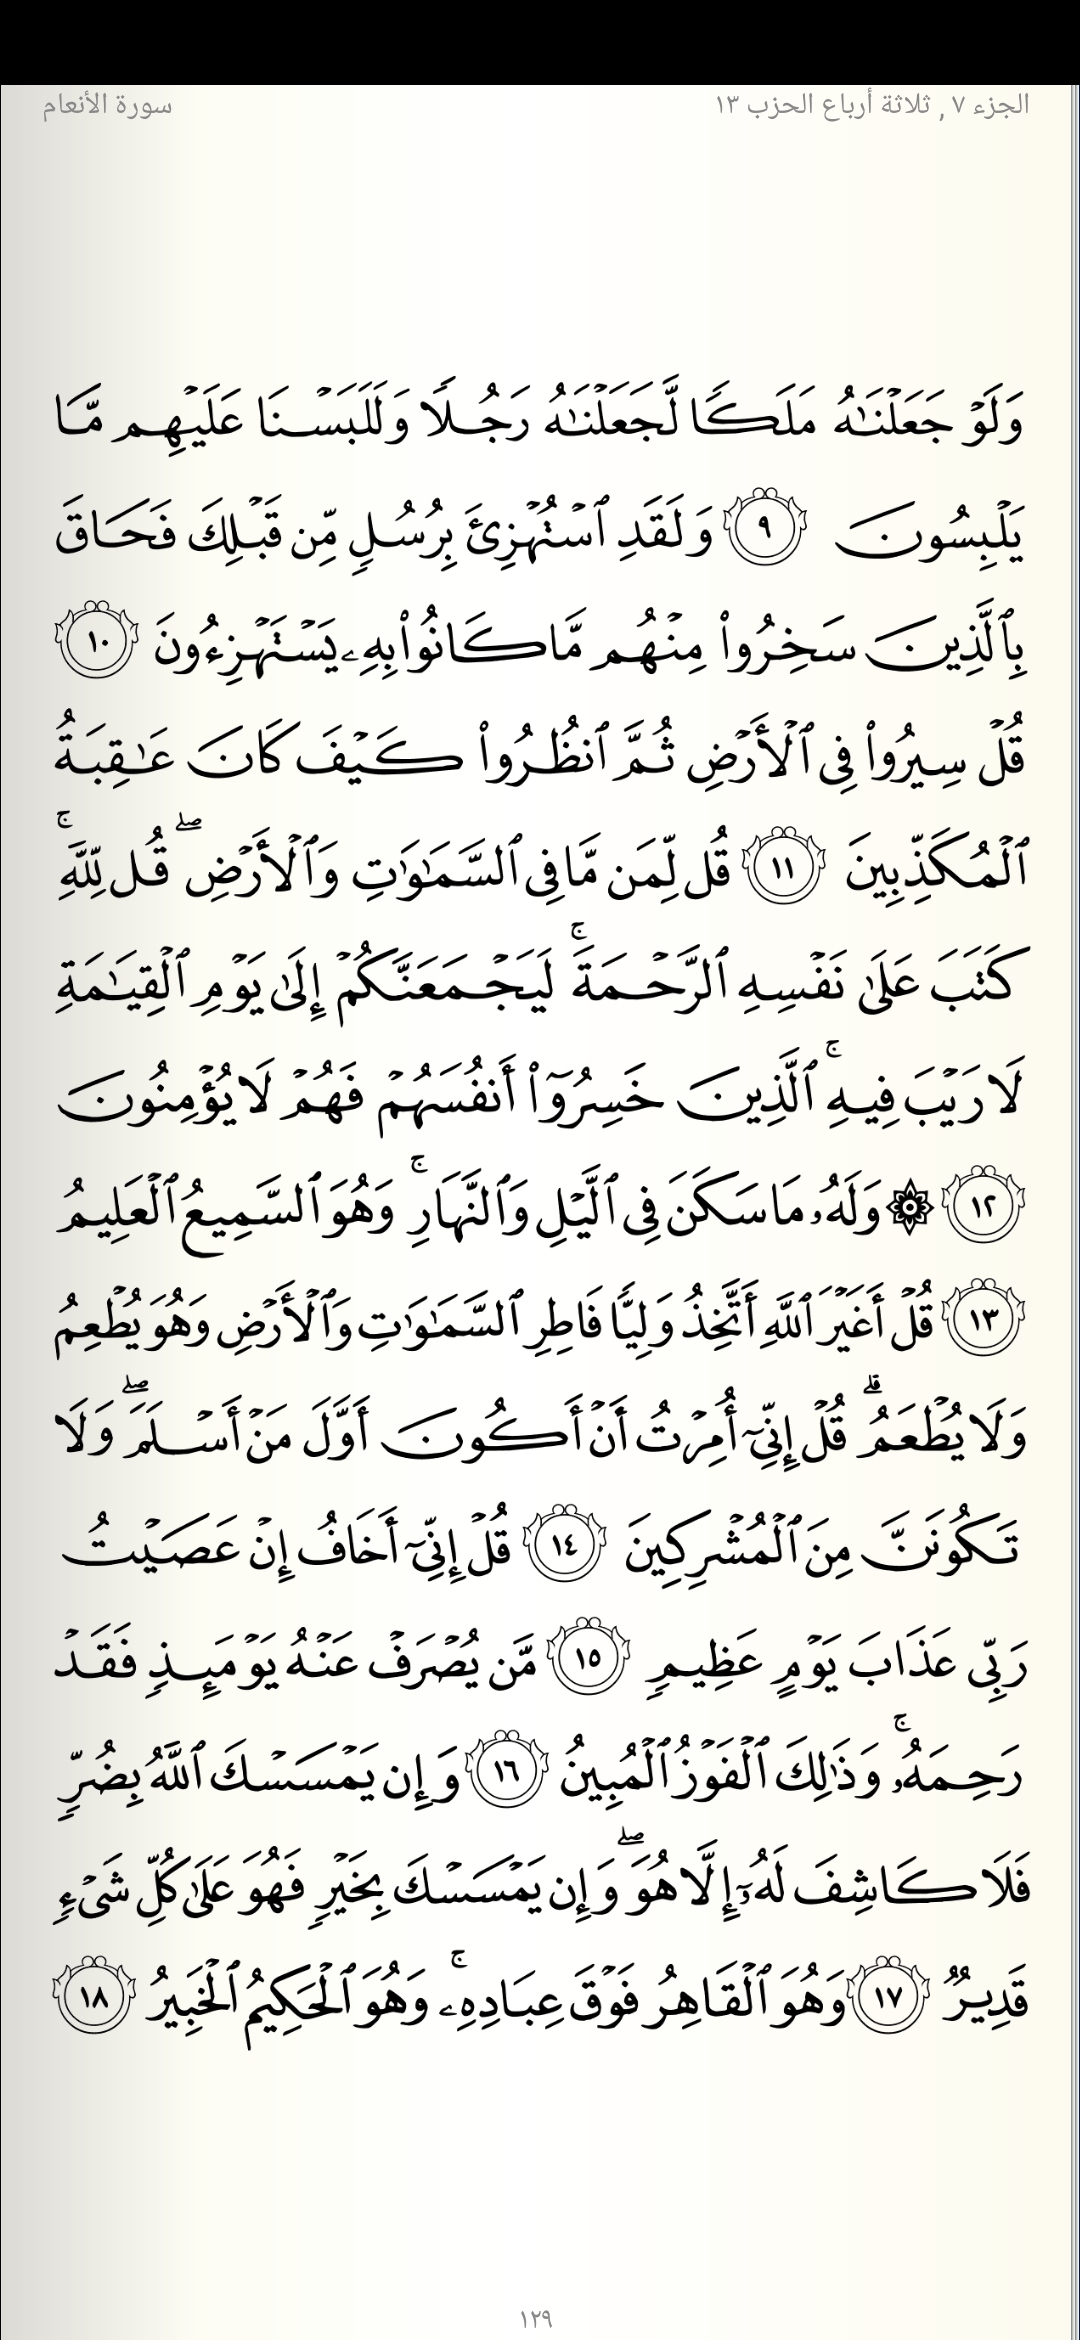 الجزء ٧ , ثلاثة أرباع الحزب ١٣
سورة الأنعام
وَلَوۡ جَعَلۡنَٰهُ مَلَكٗا لَّجَعَلۡنَٰهُ رَجُلٗا وَلَلَبَسۡنَا عَلَيۡهِم مَّا
يَلۡبِسُونَ ٩ وَلَقَدِ ٱسۡتُهۡزِئَ بِرُسُلٖ مِّن قَبۡلِكَ فَحَاقَ
بِٱلَّذِينَ سَخِرُواْ مِنۡهُم مَّا كَانُواْ بِهِۦ يَسۡتَهۡزِءُونَ ١٠
قُلۡ سِيرُواْ فِي ٱلۡأَرۡضِ ثُمَّ ٱنظُرُواْ كَيۡفَ كَانَ عَٰقِبَةُ
ٱلۡمُكَذِّبِينَ ١١ قُل لِّمَن مَّا فِي ٱلسَّمَٰوَٰتِ وَٱلۡأَرۡضِۖ قُل لِّلَّهِۚ
كَتَبَ عَلَىٰ نَفۡسِهِ ٱلرَّحۡمَةَۚ لَيَجۡمَعَنَّكُمۡ إِلَىٰ يَوۡمِ ٱلۡقِيَٰمَةِ
لَا رَيۡبَ فِيهِۚ ٱلَّذِينَ خَسِرُوٓاْ أَنفُسَهُمۡ فَهُمۡ لَا يُؤۡمِنُونَ
١٢ ۞ وَلَهُۥ مَا سَكَنَ فِي ٱلَّيۡلِ وَٱلنَّهَارِۚ وَهُوَ ٱلسَّمِيعُ ٱلۡعَلِيمُ
١٣ قُلۡ أَغَيۡرَ ٱللَّهِ أَتَّخِذُ وَلِيّٗا فَاطِرِ ٱلسَّمَٰوَٰتِ وَٱلۡأَرۡضِ وَهُوَ يُطۡعِمُ
وَلَا يُطۡعَمُۗ قُلۡ إِنِّيٓ أُمِرۡتُ أَنۡ أَكُونَ أَوَّلَ مَنۡ أَسۡلَمَۖ وَلَا
تَكُونَنَّ مِنَ ٱلۡمُشۡرِكِينَ ١٤ قُلۡ إِنِّيٓ أَخَافُ إِنۡ عَصَيۡتُ
رَبِّي عَذَابَ يَوۡمٍ عَظِيمٖ ١٥ مَّن يُصۡرَفۡ عَنۡهُ يَوۡمَئِذٖ فَقَدۡ
رَحِمَهُۥۚ وَذَٰلِكَ ٱلۡفَوۡزُ ٱلۡمُبِينُ ١٦ وَإِن يَمۡسَسۡكَ ٱللَّهُ بِضُرّٖ
فَلَا كَاشِفَ لَهُۥٓ إِلَّا هُوَۖ وَإِن يَمۡسَسۡكَ بِخَيۡرٖ فَهُوَ عَلَىٰ كُلِّ شَيۡءٖ
قَدِيرٞ ١٧ وَهُوَ ٱلۡقَاهِرُ فَوۡقَ عِبَادِهِۦۚ وَهُوَ ٱلۡحَكِيمُ ٱلۡخَبِيرُ ١٨
١٢٩